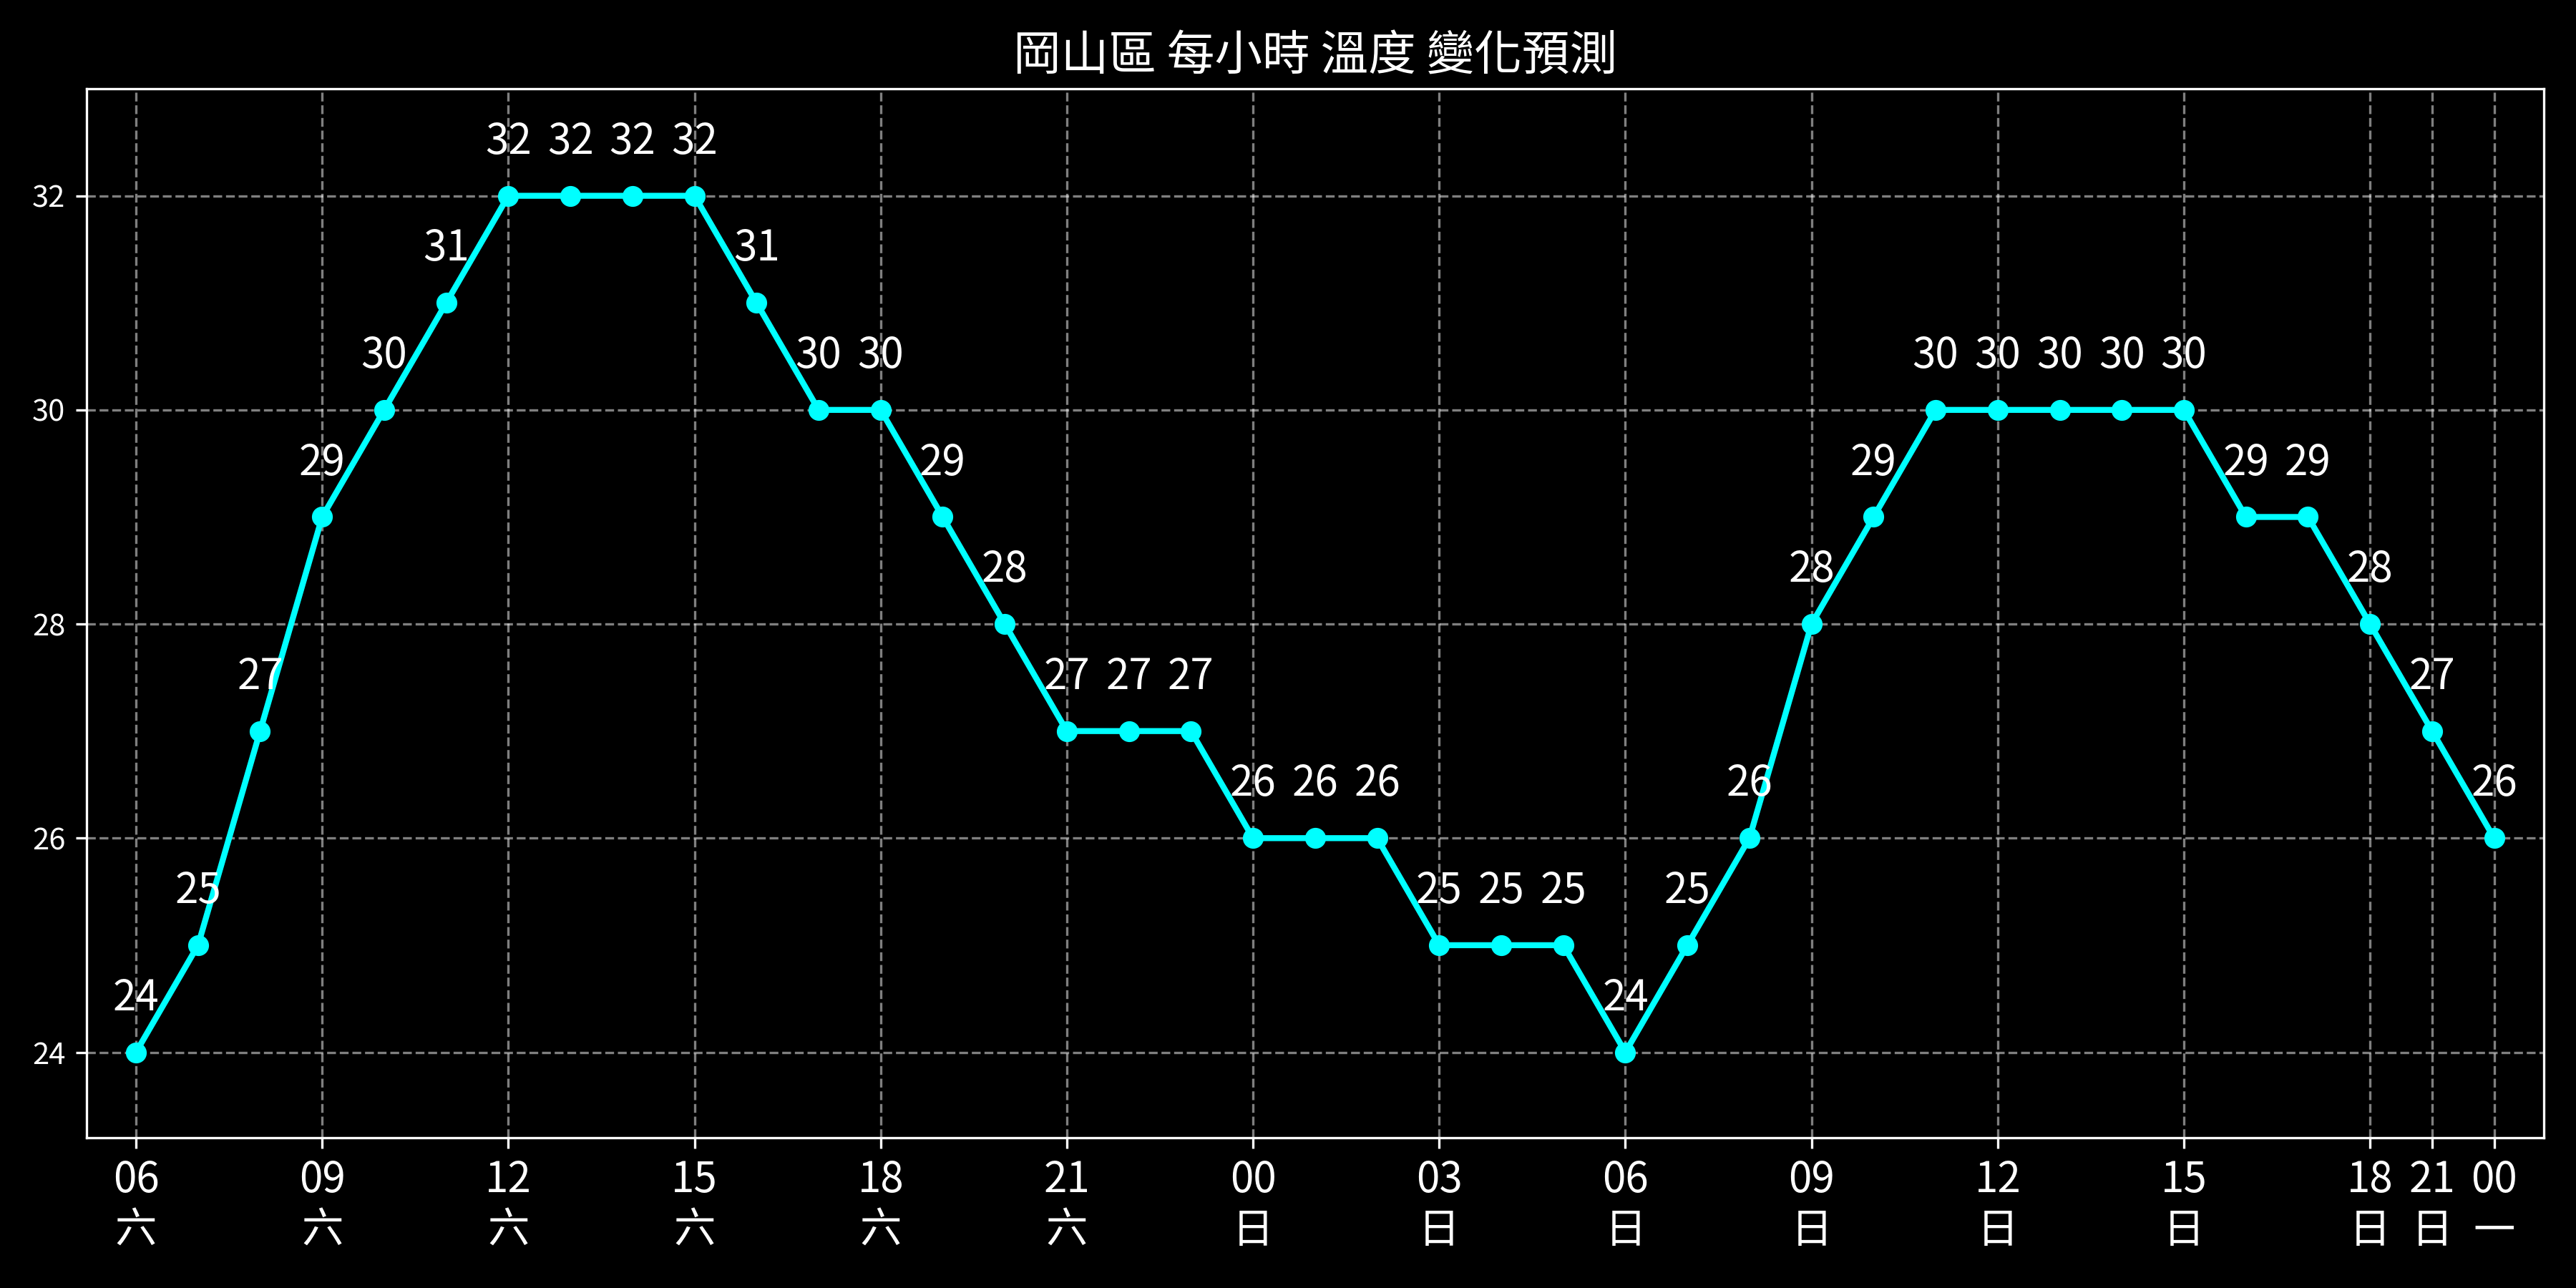 岡山區 每小時 溫度 變化預測
32 32 32 32
32
31 31
30 30 30 30 30 30 30 30
30
29 29 29 29 29
28 28 28 28
28
27 27 27 27 27
26 26 26 26 26
26
25 25 25 25 25
24 24
24
06 09 12 15 18 21 00 03 06 09 12 15 18 21 00
六 六 六 六 六 六 日 日 日 日 日 日 日 日 一